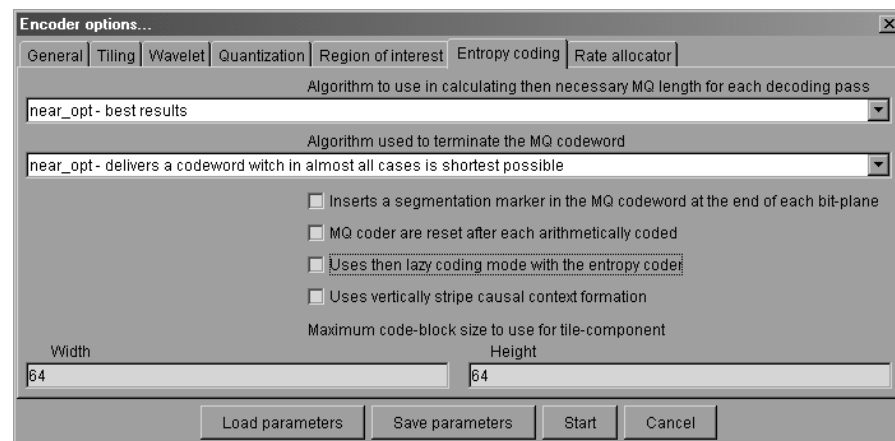 Encoder options...
General Tiling Wavelet Quantization Region of interest Entropy coding Rate allocator
Algorithm to use in calculating then necessary MQ length for each decoding pass
near_opt - best results
Algorithm used to terminate the MQ codeword
near_opt - delivers a codeword witch in almost all cases is shortest possible
Inserts a segmentation marker in the MQ codeword at the end of each bit-plane
MQ coder are reset after each arithmetically coded
Uses then lazy coding mode with the entropy coder
Uses vertically stripe causal context formation
Maximum code-block size to use for tile-component
Width Height
64 64
Load parameters Save parameters Start Cancel